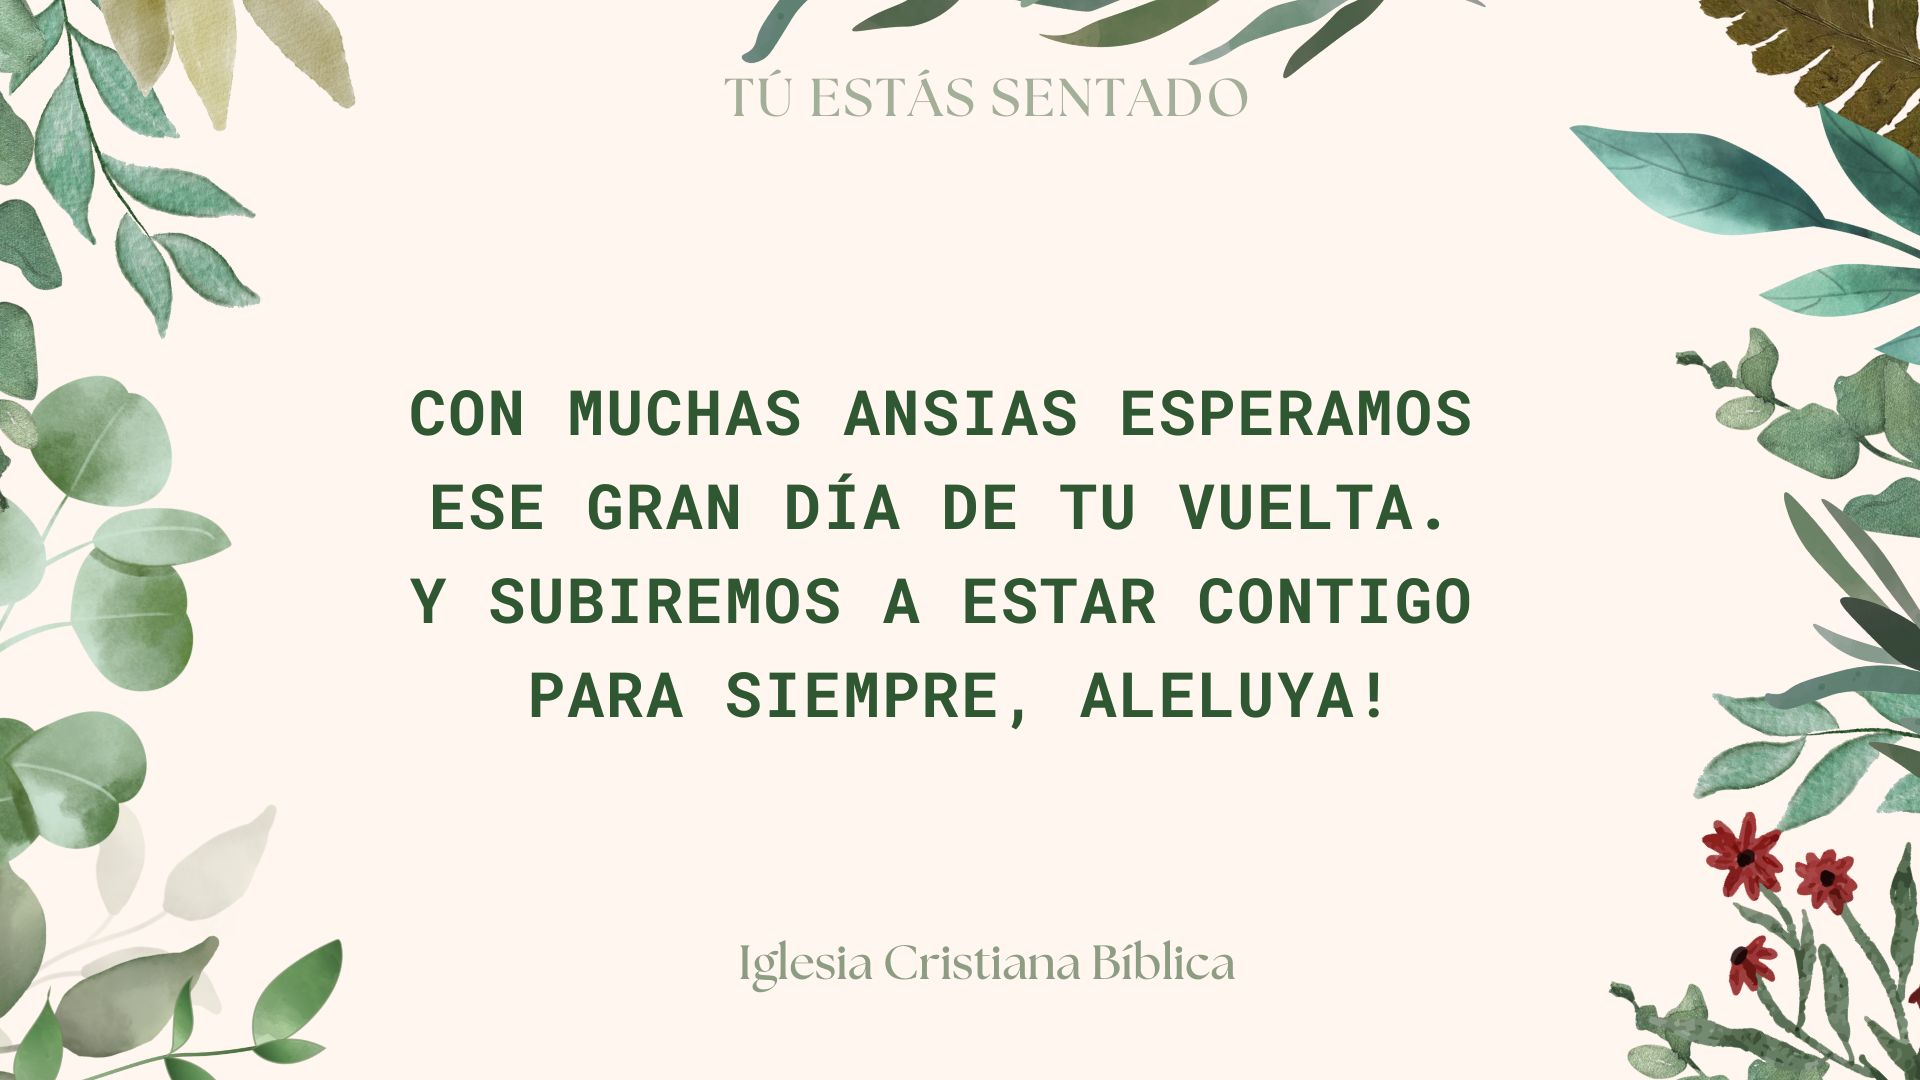 TÚ ESTÁS SENTADO
CON MUCHAS ANSIAS ESPERAMOS
ESE GRAN DÍA DE TU VUELTA.
Y SUBIREMOS A ESTAR CONTIGO
PARA SIEMPRE, ALELUYA!
Iglesia Cristiana Bíblica